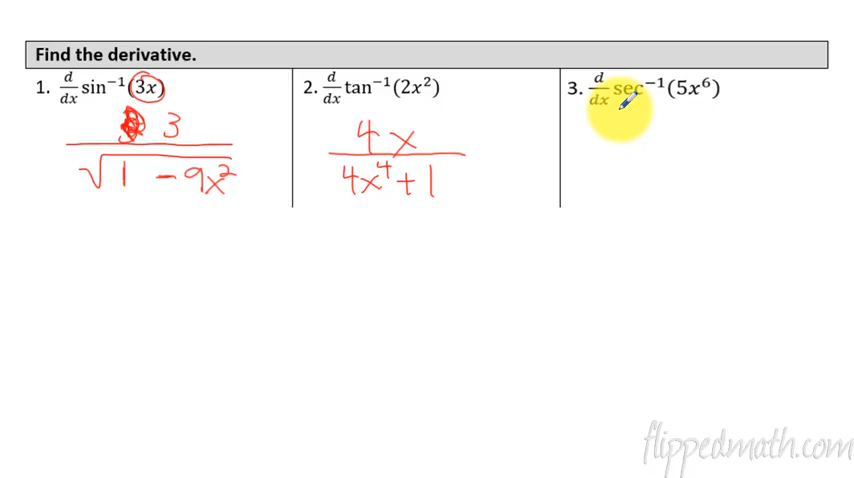 Find the derivative.
1. d/dx sin⁻¹(3x)
3
√1 - 9x²
2. d/dx tan⁻¹(2x²)
4x
4x⁴ + 1
3. d/dx sec⁻¹(5x⁶)
flippedmath.com